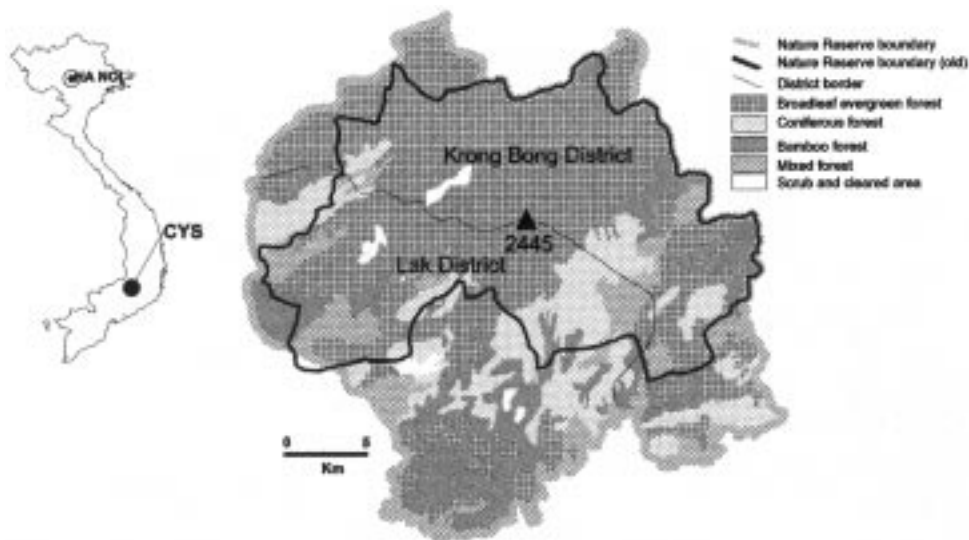 HA NOI
CYS
Krong Bong District
2445
Lak District
0 5
Km
Nature Reserve boundary
Nature Reserve boundary (old)
District border
Broadleaf evergreen forest
Coniferous forest
Bamboo forest
Mixed forest
Scrub and cleared area